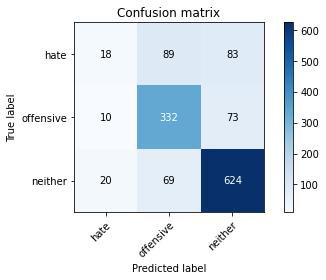 Confusion matrix
True label
hate 18 89 83
offensive 10 332 73
neither 20 69 624
hate offensive neither
Predicted label
600
500
400
300
200
100